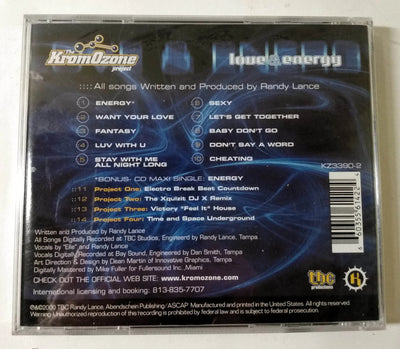 The
KromOzone
project
love & energy
:::: All songs Written and Produced by Randy Lance
1 ENERGY*
2 WANT YOUR LOVE
3 FANTASY
4 LUV WITH U
5 STAY WITH ME
ALL NIGHT LONG
6 SEXY
7 LET'S GET TOGETHER
8 BABY DON'T GO
9 DON'T SAY A WORD
10 CHEATING
KZ3390-2
*BONUS- CD MAXI SINGLE: ENERGY
::11 Project One: Electro Break Beat Countdown
::12 Project Two: The Xquizit DJ X Remix
::13 Project Three: Victory "Feel It" House
::14 Project Four: Time and Space Underground
Written and Produced by Randy Lance
All Songs Digitally Recorded at TBC Studios, Engineered by Randy Lance, Tampa
Vocals by "Elle" and Randy Lance
Vocals Digitally Recorded at Bay Sound, Engineered by Dan Smith, Tampa
Art Direction & Design by Dean Martin of Innovative Graphics, Tampa
Digitally Mastered by Mike Fuller for Fullersound Inc., Miami
CHECK OUT THE OFFICIAL WEB SITE: www.kromozone.com
International licensing and booking: 813-835-7707
tbc
productions
K
℗©2000 TBC Randy Lance, Abendschein Publishing / ASCAP Manufactured and printed in the United States. All rights reserved
Warning: Unauthorized reproduction of this recording is prohibited by federal law and is subject to federal prosecution.